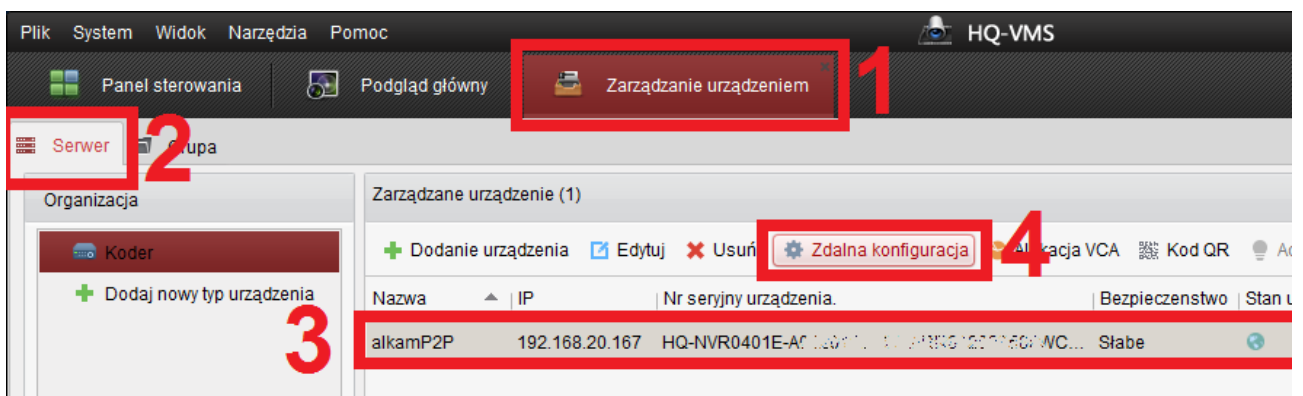 Plik System Widok Narzędzia Pomoc HQ-VMS
Panel sterowania Podgląd główny Zarządzanie urządzeniem 1
Serwer 2 Grupa
Organizacja Zarządzane urządzenie (1)
Koder Dodanie urządzenia Edytuj Usuń Zdalna konfiguracja 4 VCA Kod QR
Dodaj nowy typ urządzenia Nazwa IP Nr seryjny urządzenia. Bezpieczenstwo Stan
3 alkamP2P 192.168.20.167 Słabe